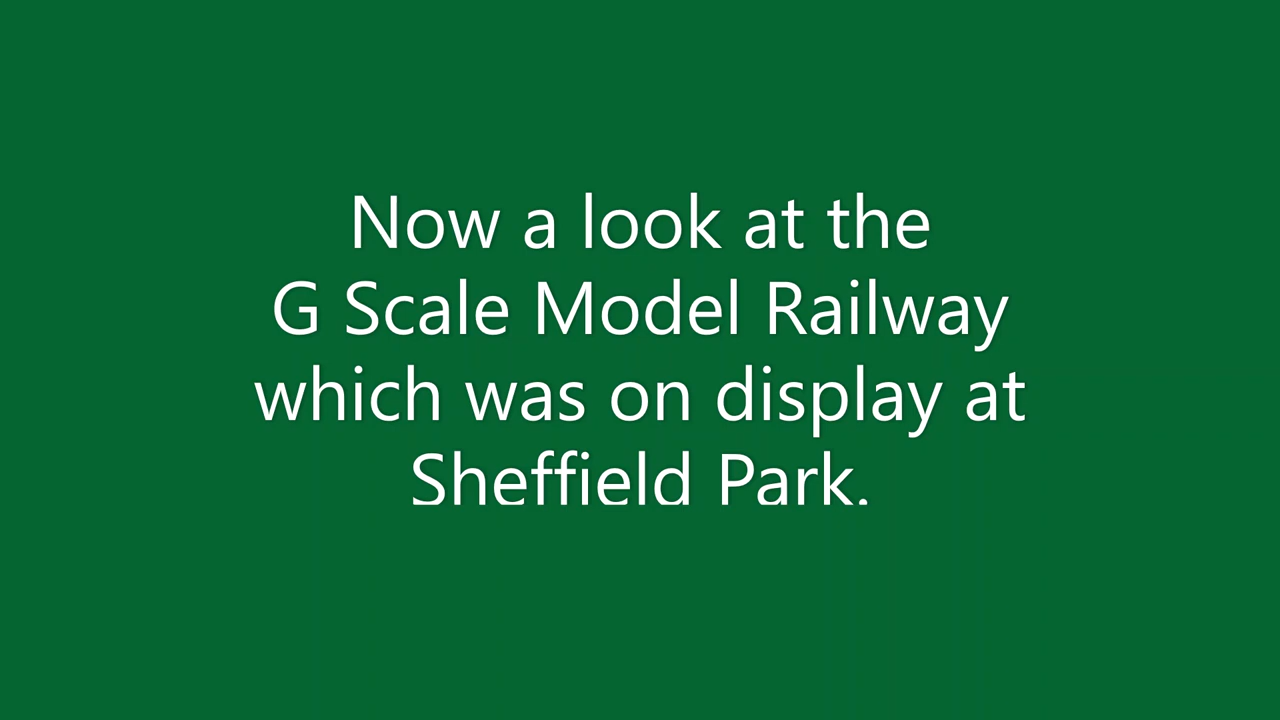 Now a look at the
G Scale Model Railway
which was on display at
Sheffield Park.